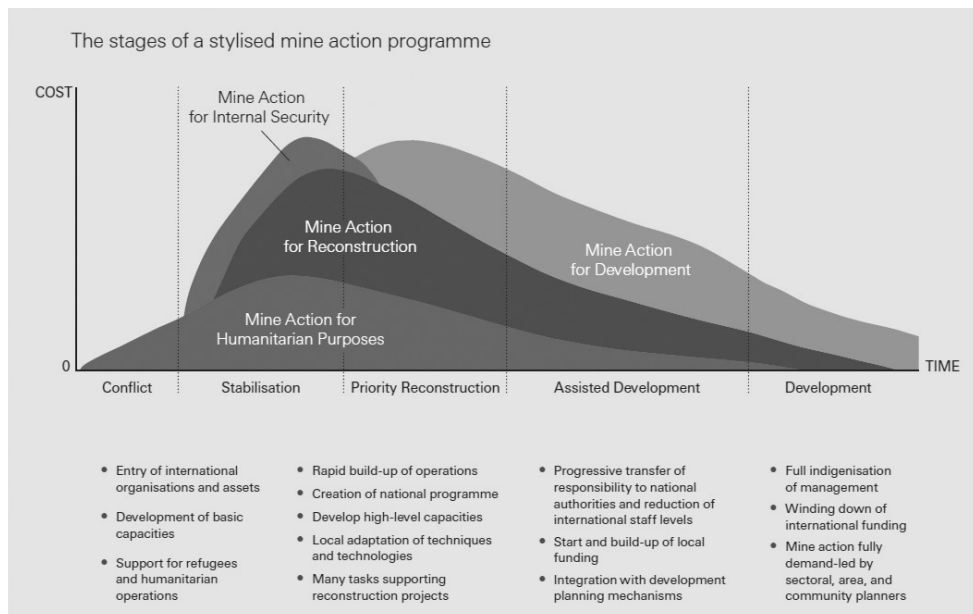 The stages of a stylised mine action programme
COST
Mine Action
for Internal Security
Mine Action
for Reconstruction
Mine Action
for Development
Mine Action for
Humanitarian Purposes
0
TIME
Conflict
Stabilisation
Priority Reconstruction
Assisted Development
Development
• Entry of international
organisations and assets
• Development of basic
capacities
• Support for refugees
and humanitarian
operations
• Rapid build-up of operations
• Creation of national programme
• Develop high-level capacities
• Local adaptation of techniques
and technologies
• Many tasks supporting
reconstruction projects
• Progressive transfer of
responsibility to national
authorities and reduction of
international staff levels
• Start and build-up of local
funding
• Integration with development
planning mechanisms
• Full indigenisation
of management
• Winding down of
international funding
• Mine action fully
demand-led by
sectoral, area, and
community planners